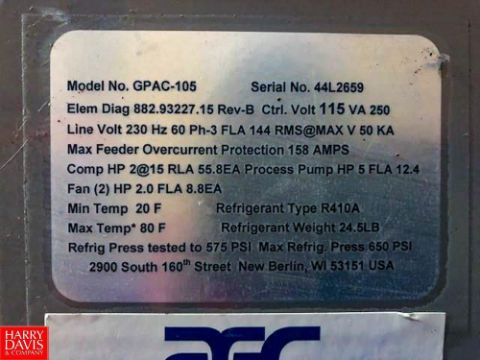 Model No. GPAC-105 Serial No. 44L2659
Elem Diag 882.93227.15 Rev-B Ctrl. Volt 115 VA 250
Line Volt 230 Hz 60 Ph-3 FLA 144 RMS@MAX V 50 KA
Max Feeder Overcurrent Protection 158 AMPS
Comp HP 2@15 RLA 55.8EA Process Pump HP 5 FLA 12.4
Fan (2) HP 2.0 FLA 8.8EA
Min Temp 20 F Refrigerant Type R410A
Max Temp* 80 F Refrigerant Weight 24.5LB
Refrig Press tested to 575 PSI Max Refrig. Press 650 PSI
2900 South 160th Street New Berlin, WI 53151 USA
HARRY
DAVIS
& COMPANY